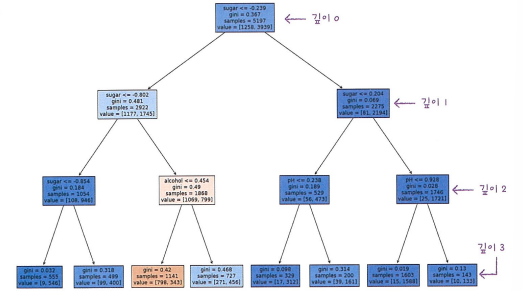 sugar <= -0.239
gini = 0.367
samples = 5197
value = [1258, 3939]
깊이 0
sugar <= -0.802
gini = 0.481
samples = 2922
value = [1177, 1745]
sugar <= 0.204
gini = 0.069
samples = 2275
value = [81, 2194]
깊이 1
sugar <= -0.854
gini = 0.184
samples = 1054
value = [108, 946]
alcohol <= 0.454
gini = 0.49
samples = 1868
value = [1069, 799]
pH <= 0.238
gini = 0.189
samples = 529
value = [56, 473]
pH <= 0.919
gini = 0.028
samples = 1746
value = [25, 1721]
깊이 2
깊이 3
gini = 0.032
samples = 555
value = [9, 546]
gini = 0.318
samples = 499
value = [99, 400]
gini = 0.42
samples = 1141
value = [798, 343]
gini = 0.468
samples = 727
value = [271, 456]
gini = 0.098
samples = 329
value = [17, 312]
gini = 0.314
samples = 200
value = [39, 161]
gini = 0.019
samples = 1603
value = [15, 1588]
gini = 0.13
samples = 143
value = [10, 133]